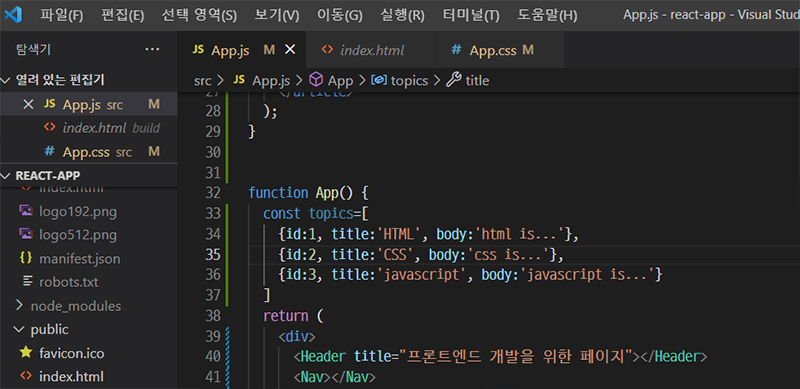 파일(F) 편집(E) 선택 영역(S) 보기(V) 이동(G) 실행(R) 터미널(T) 도움말(H) App.js - react-app - Visual Stud
탐색기 ···
JS App.js M × <> index.html # App.css M
열려 있는 편집기
src > JS App.js > App > topics > title
× JS App.js src M
<> index.html build
# App.css src M
REACT-APP
index.html
logo192.png
logo512.png
manifest.json
robots.txt
node_modules
public
favicon.ico
<> index.html
27 </article>
28 );
29 }
30
31
32 function App() {
33 const topics=[
34 {id:1, title:'HTML', body:'html is...'},
35 {id:2, title:'CSS', body:'css is...'},
36 {id:3, title:'javascript', body:'javascript is...'}
37 ]
38 return (
39 <div>
40 <Header title="프론트엔드 개발을 위한 페이지"></Header>
41 <Nav></Nav>